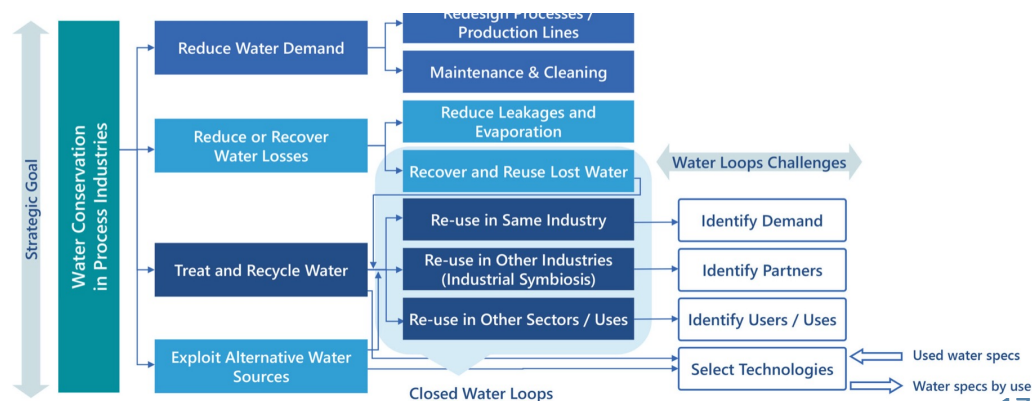 Redesign Processes /
Production Lines
Reduce Water Demand
Maintenance & Cleaning
Reduce Leakages and
Evaporation
Reduce or Recover
Water Losses
Water Loops Challenges
Recover and Reuse Lost Water
Strategic Goal
Water Conservation
in Process Industries
Re-use in Same Industry
Identify Demand
Treat and Recycle Water
Re-use in Other Industries
(Industrial Symbiosis)
Identify Partners
Re-use in Other Sectors / Uses
Identify Users / Uses
Exploit Alternative Water
Sources
Select Technologies
Used water specs
Water specs by use
Closed Water Loops